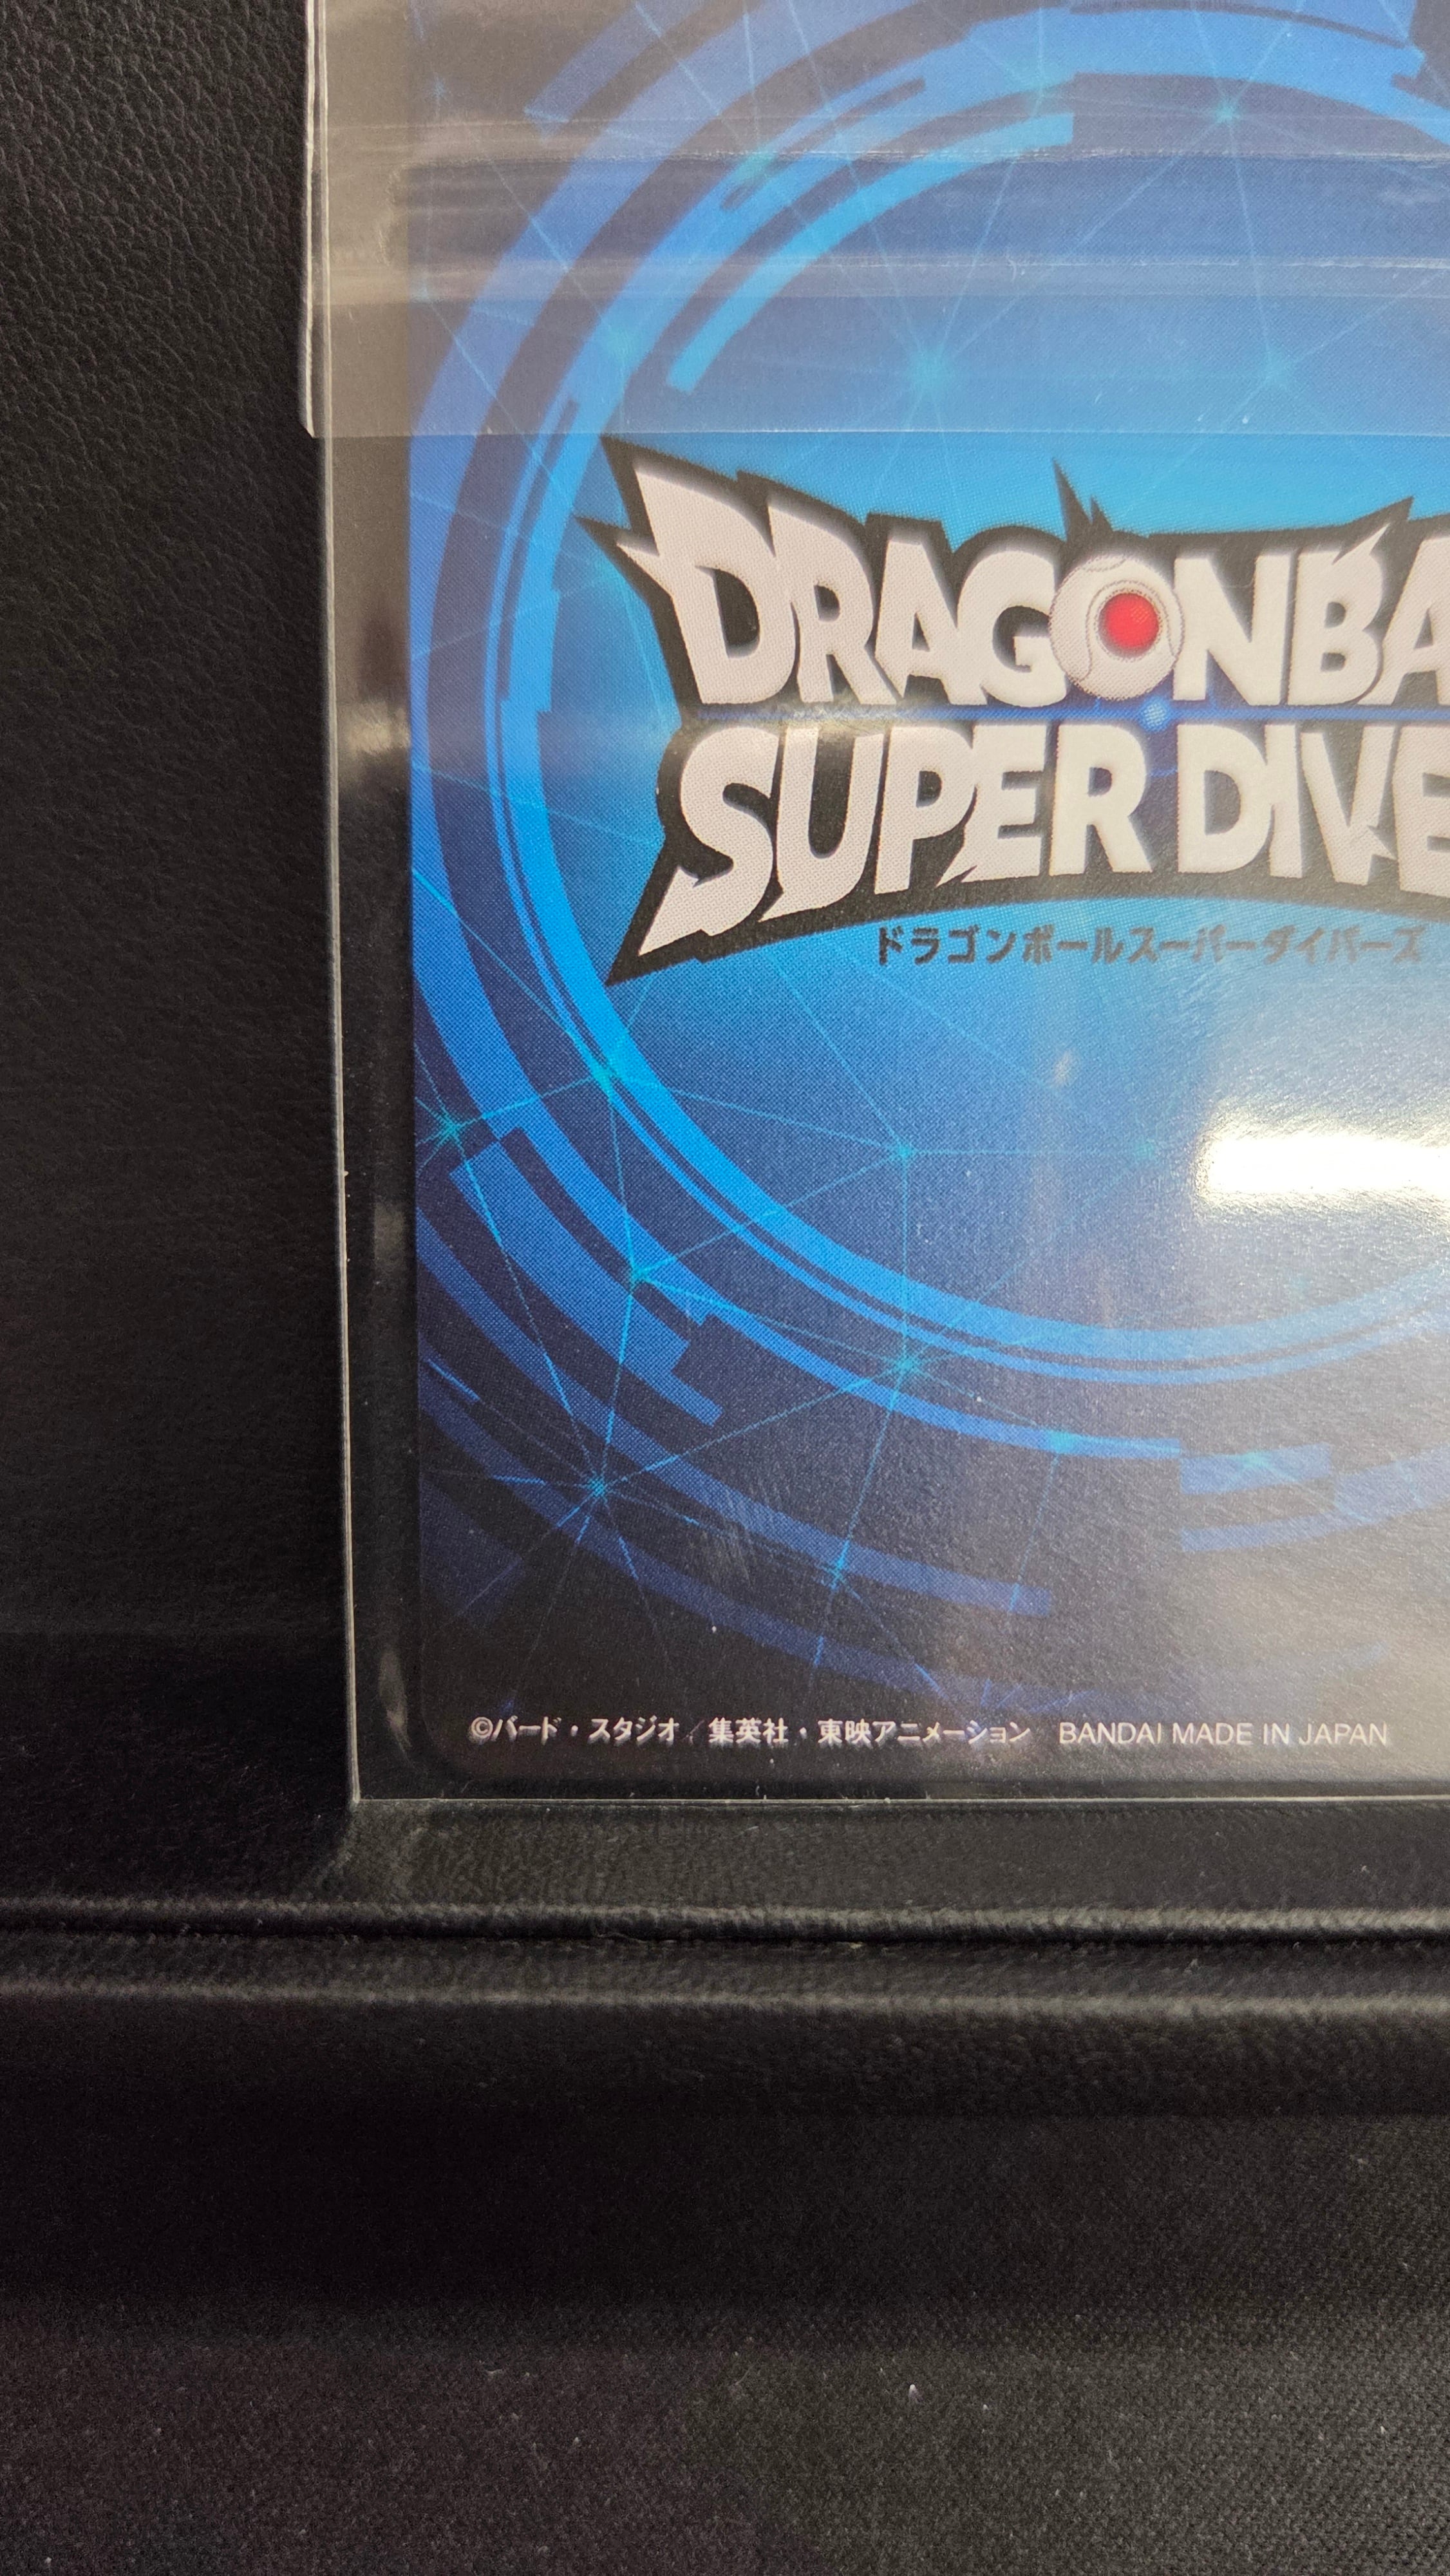 DRAGONBA
SUPER DIVE
ドラゴンボールスーパーダイバーズ
©バード・スタジオ／集英社・東映アニメーション BANDAI MADE IN JAPAN